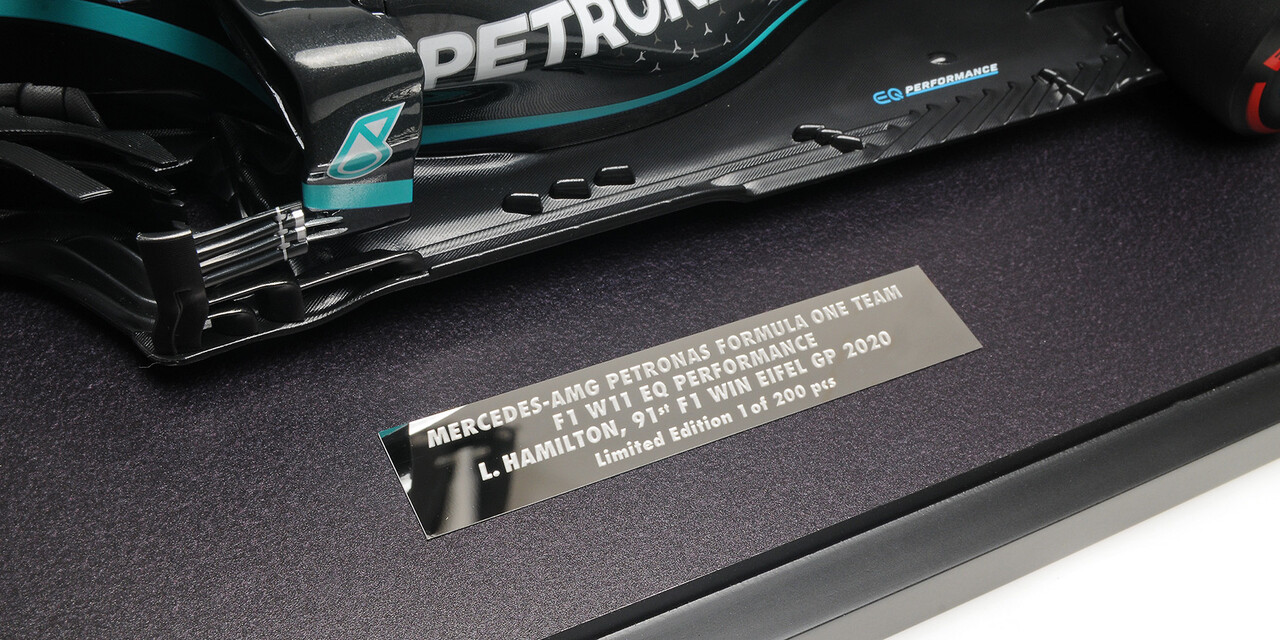 PETRONAS
EQ PERFORMANCE
MERCEDES-AMG PETRONAS FORMULA ONE TEAM
F1 W11 EQ PERFORMANCE
L. HAMILTON, 91st F1 WIN EIFEL GP 2020
Limited Edition 1 of 200 pcs